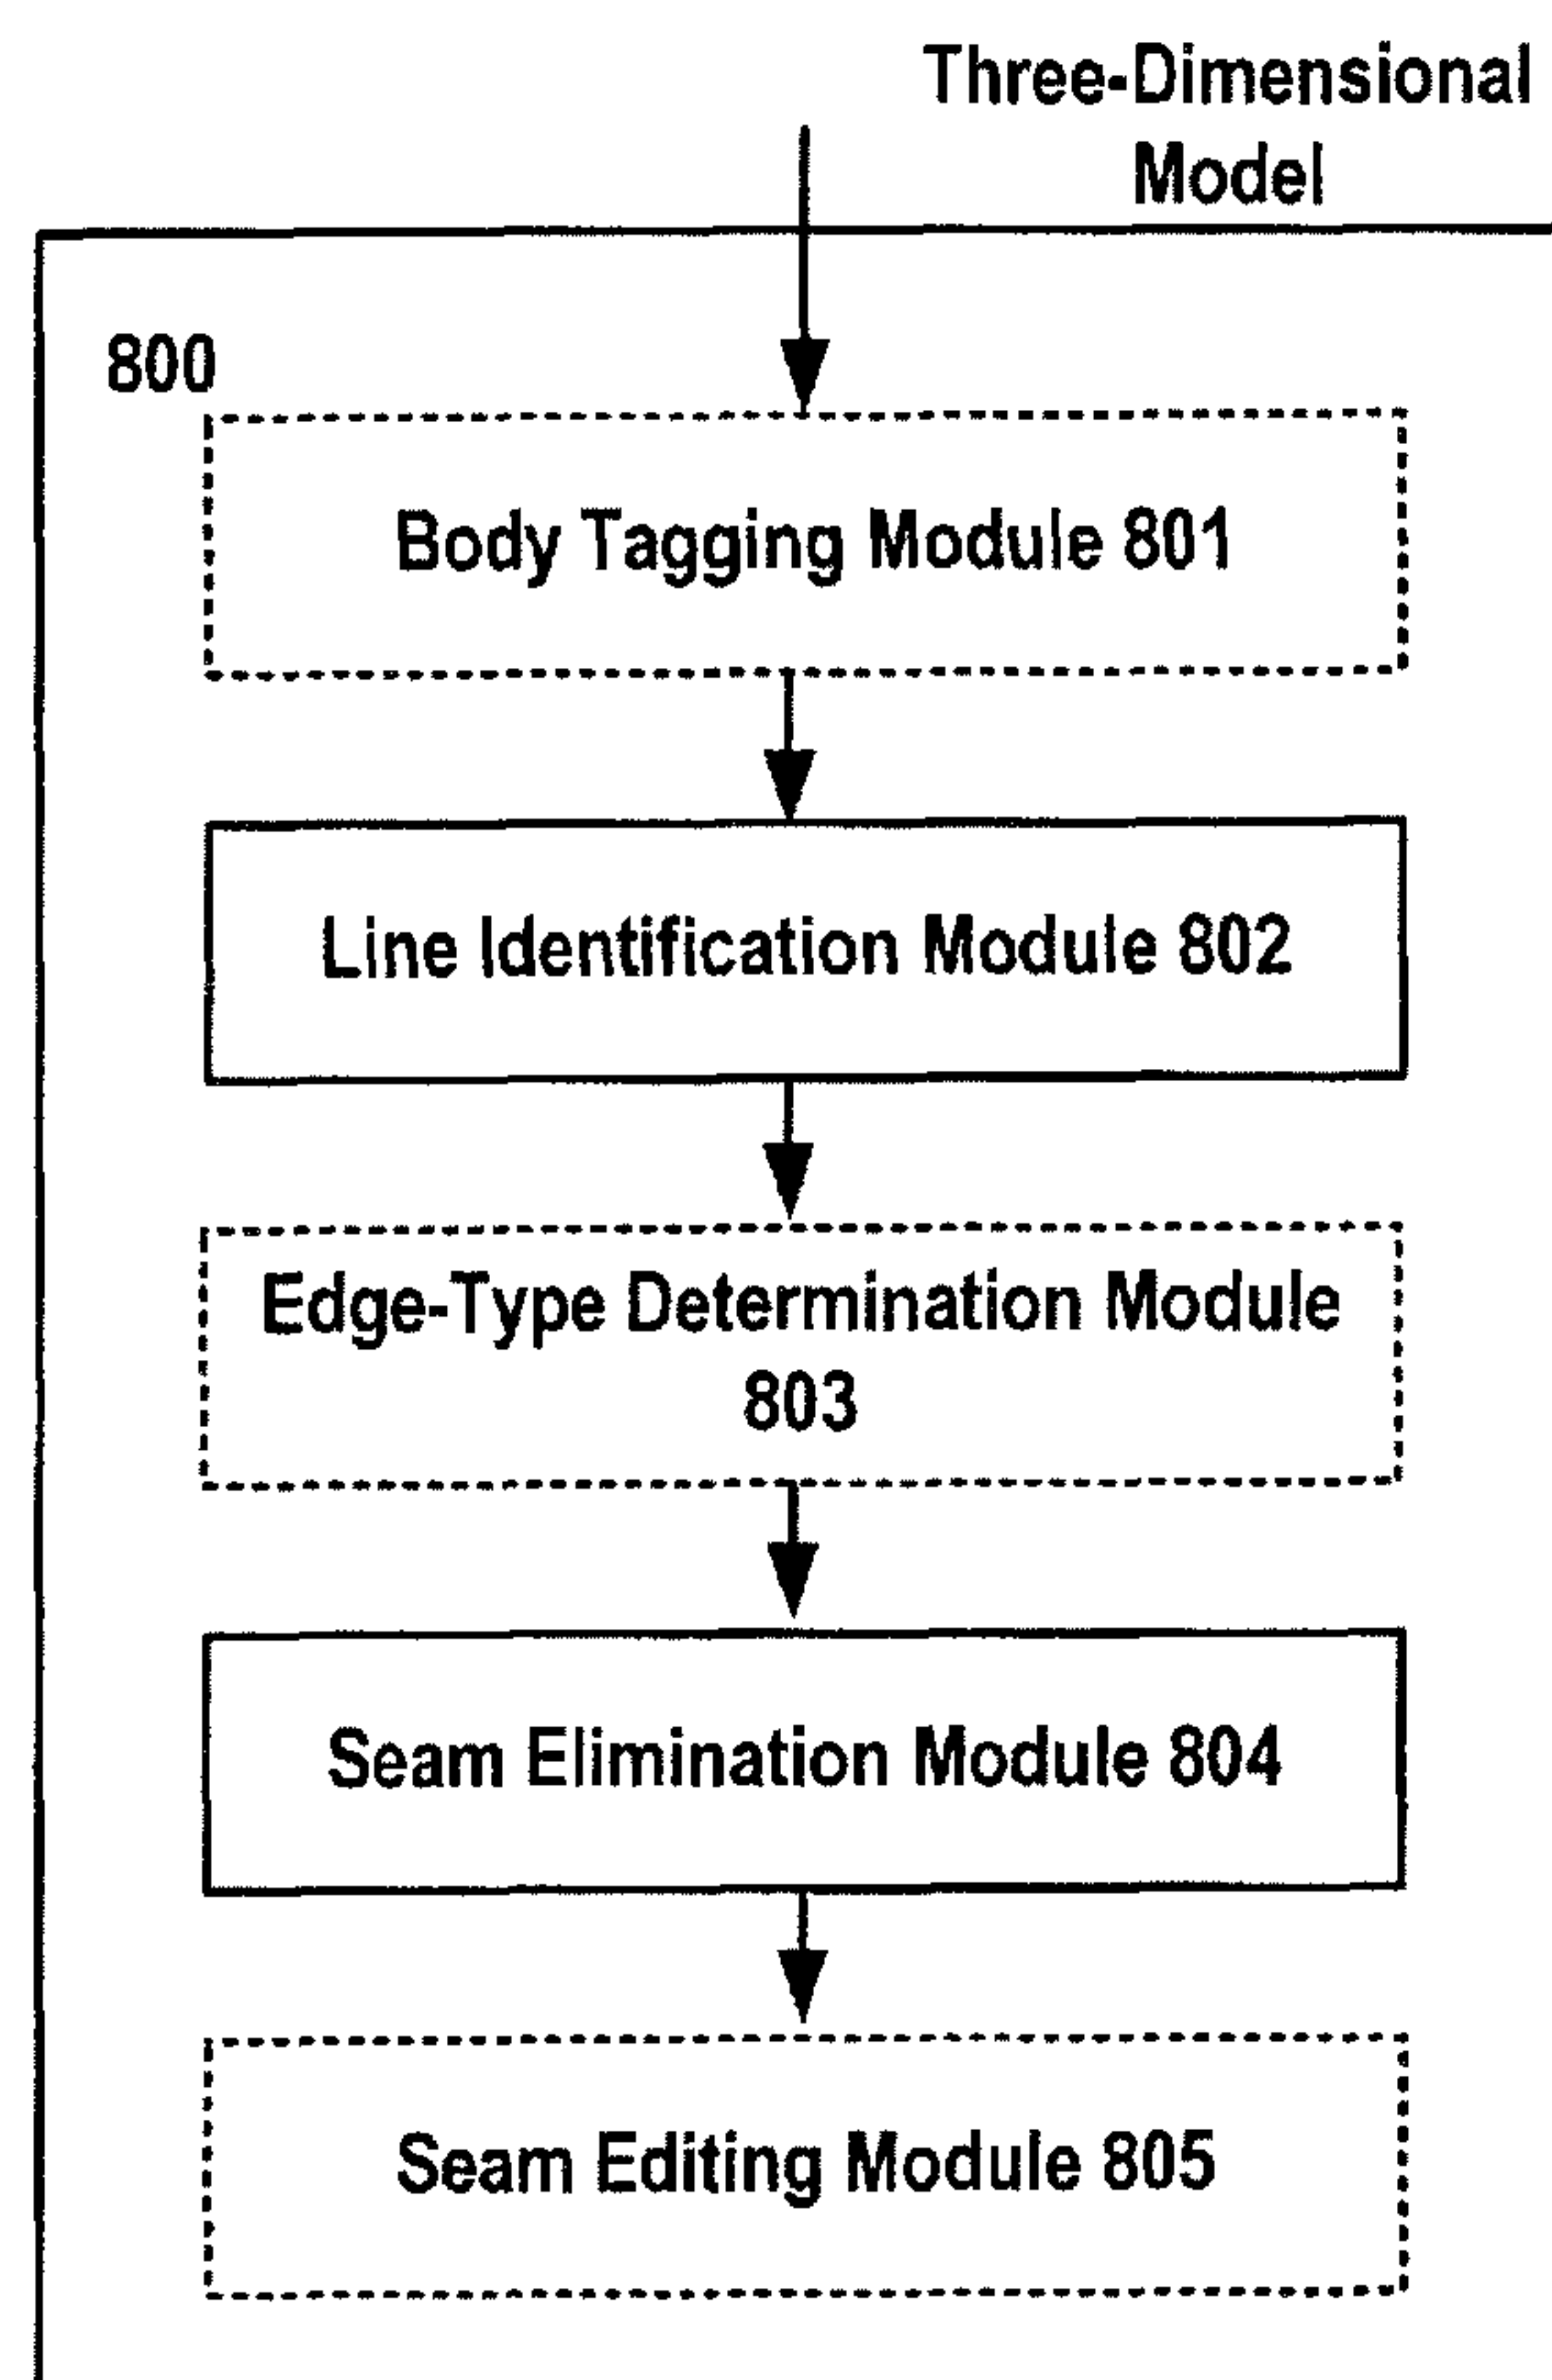 Three-Dimensional
Model
800
Body Tagging Module 801
Line Identification Module 802
Edge-Type Determination Module
803
Seam Elimination Module 804
Seam Editing Module 805